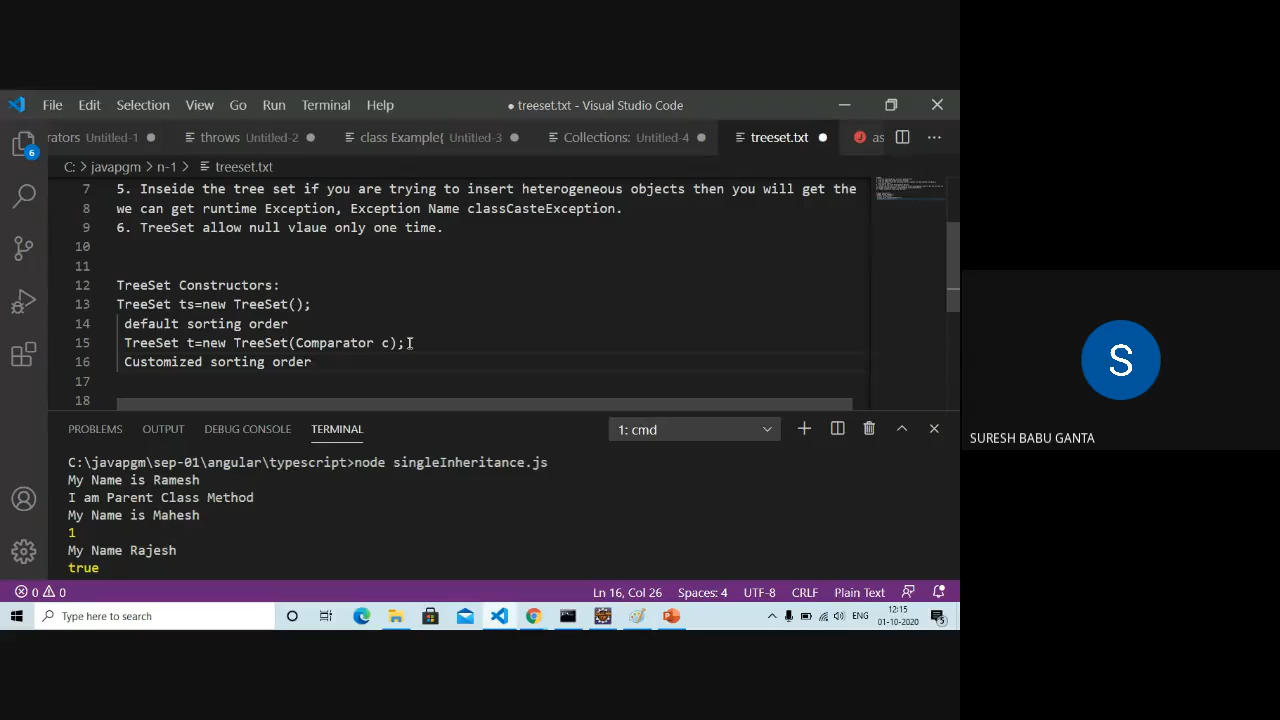 File Edit Selection View Go Run Terminal Help ● treeset.txt - Visual Studio Code
rators Untitled-1 throws Untitled-2 class Example{ Untitled-3 Collections: Untitled-4 treeset.txt as
6
C: > javapgm > n-1 > treeset.txt
7 5. Inseide the tree set if you are trying to insert heterogeneous objects then you will get the
8 we can get runtime Exception, Exception Name classCasteException.
9 6. TreeSet allow null vlaue only one time.
10
11
12 TreeSet Constructors:
13 TreeSet ts=new TreeSet();
14 default sorting order
15 TreeSet t=new TreeSet(Comparator c);
16 Customized sorting order
17
18
PROBLEMS OUTPUT DEBUG CONSOLE TERMINAL 1: cmd
C:\javapgm\sep-01\angular\typescript>node singleInheritance.js
My Name is Ramesh
I am Parent Class Method
My Name is Mahesh
1
My Name Rajesh
true
0 0 Ln 16, Col 26 Spaces: 4 UTF-8 CRLF Plain Text
Type here to search ENG 12:15
01-10-2020 5
S
SURESH BABU GANTA